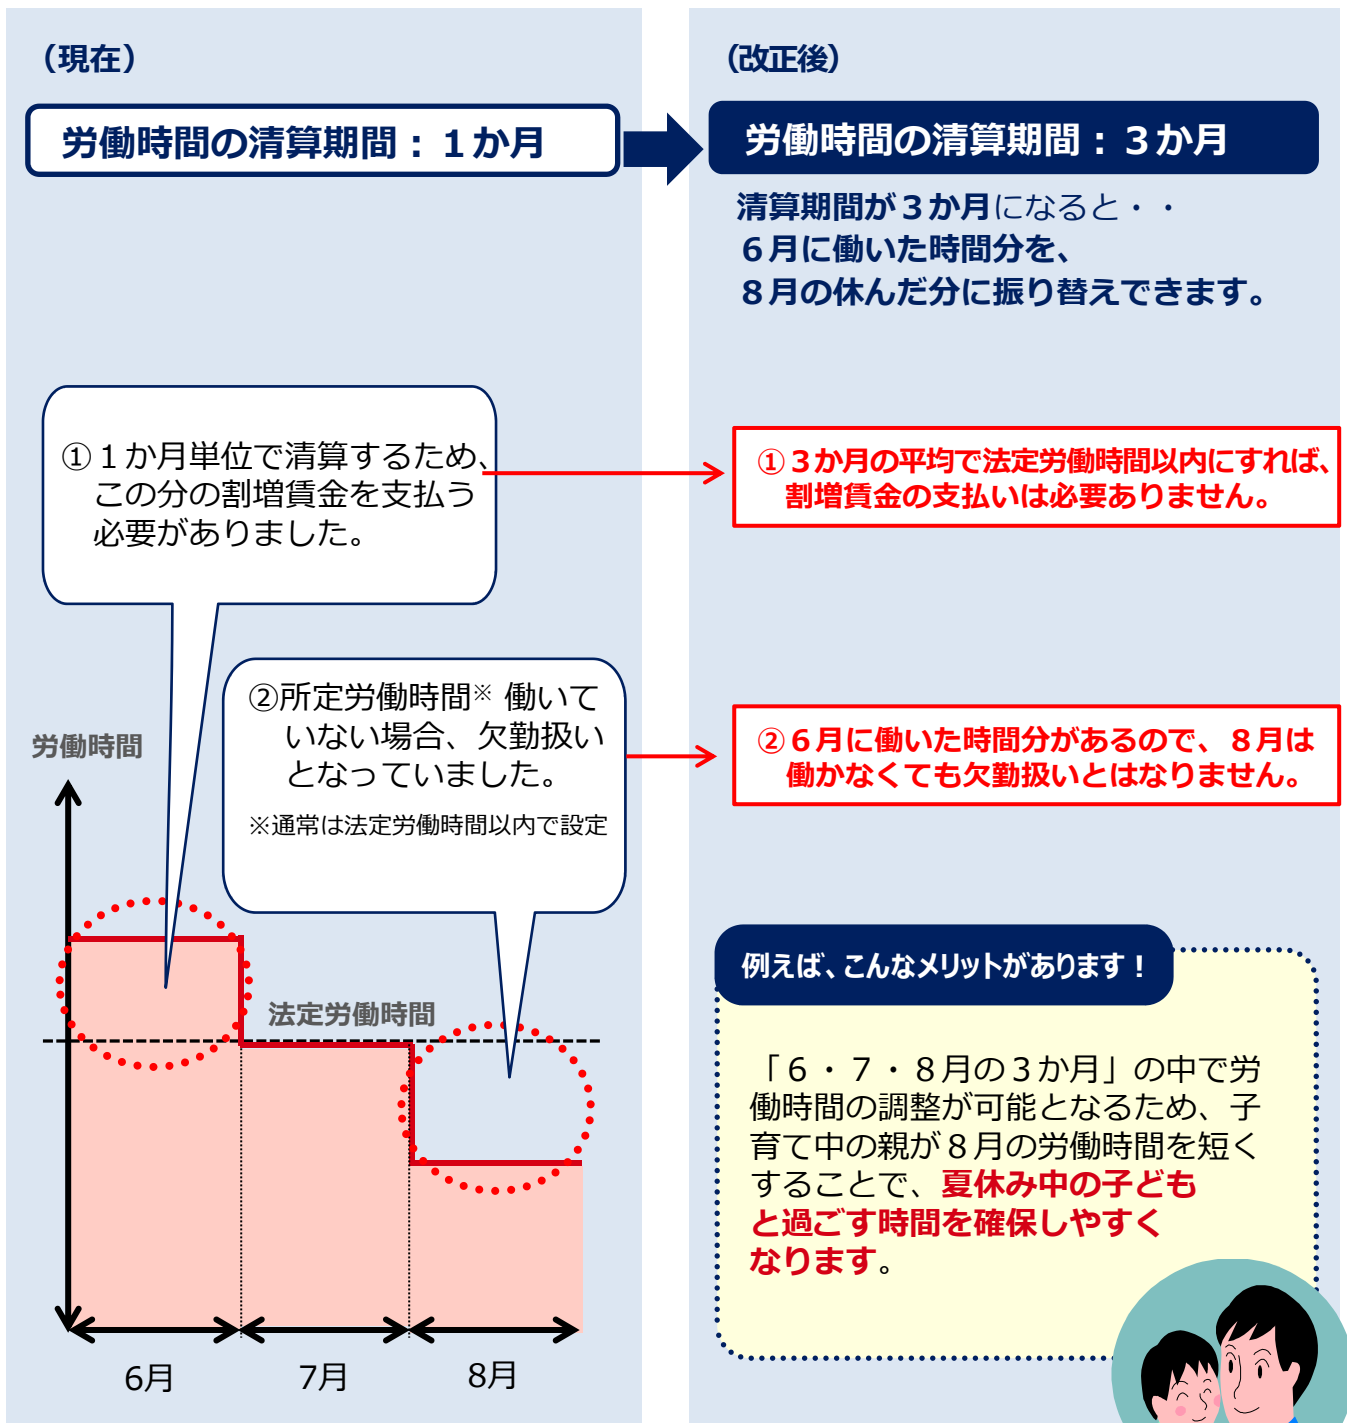 （現在）
労働時間の清算期間：１か月
①１か月単位で清算するため、
この分の割増賃金を支払う
必要がありました。
②所定労働時間※ 働いて
いない場合、欠勤扱い
となっていました。
※通常は法定労働時間以内で設定
労働時間
法定労働時間
6月
7月
8月
（改正後）
労働時間の清算期間：３か月
清算期間が３か月になると・・
６月に働いた時間分を、
８月の休んだ分に振り替えできます。
①３か月の平均で法定労働時間以内にすれば、
割増賃金の支払いは必要ありません。
②６月に働いた時間分があるので、８月は
働かなくても欠勤扱いとはなりません。
例えば、こんなメリットがあります！
「６・７・８月の３か月」の中で労
働時間の調整が可能となるため、子
育て中の親が８月の労働時間を短く
することで、夏休み中の子ども
と過ごす時間を確保しやすく
なります。